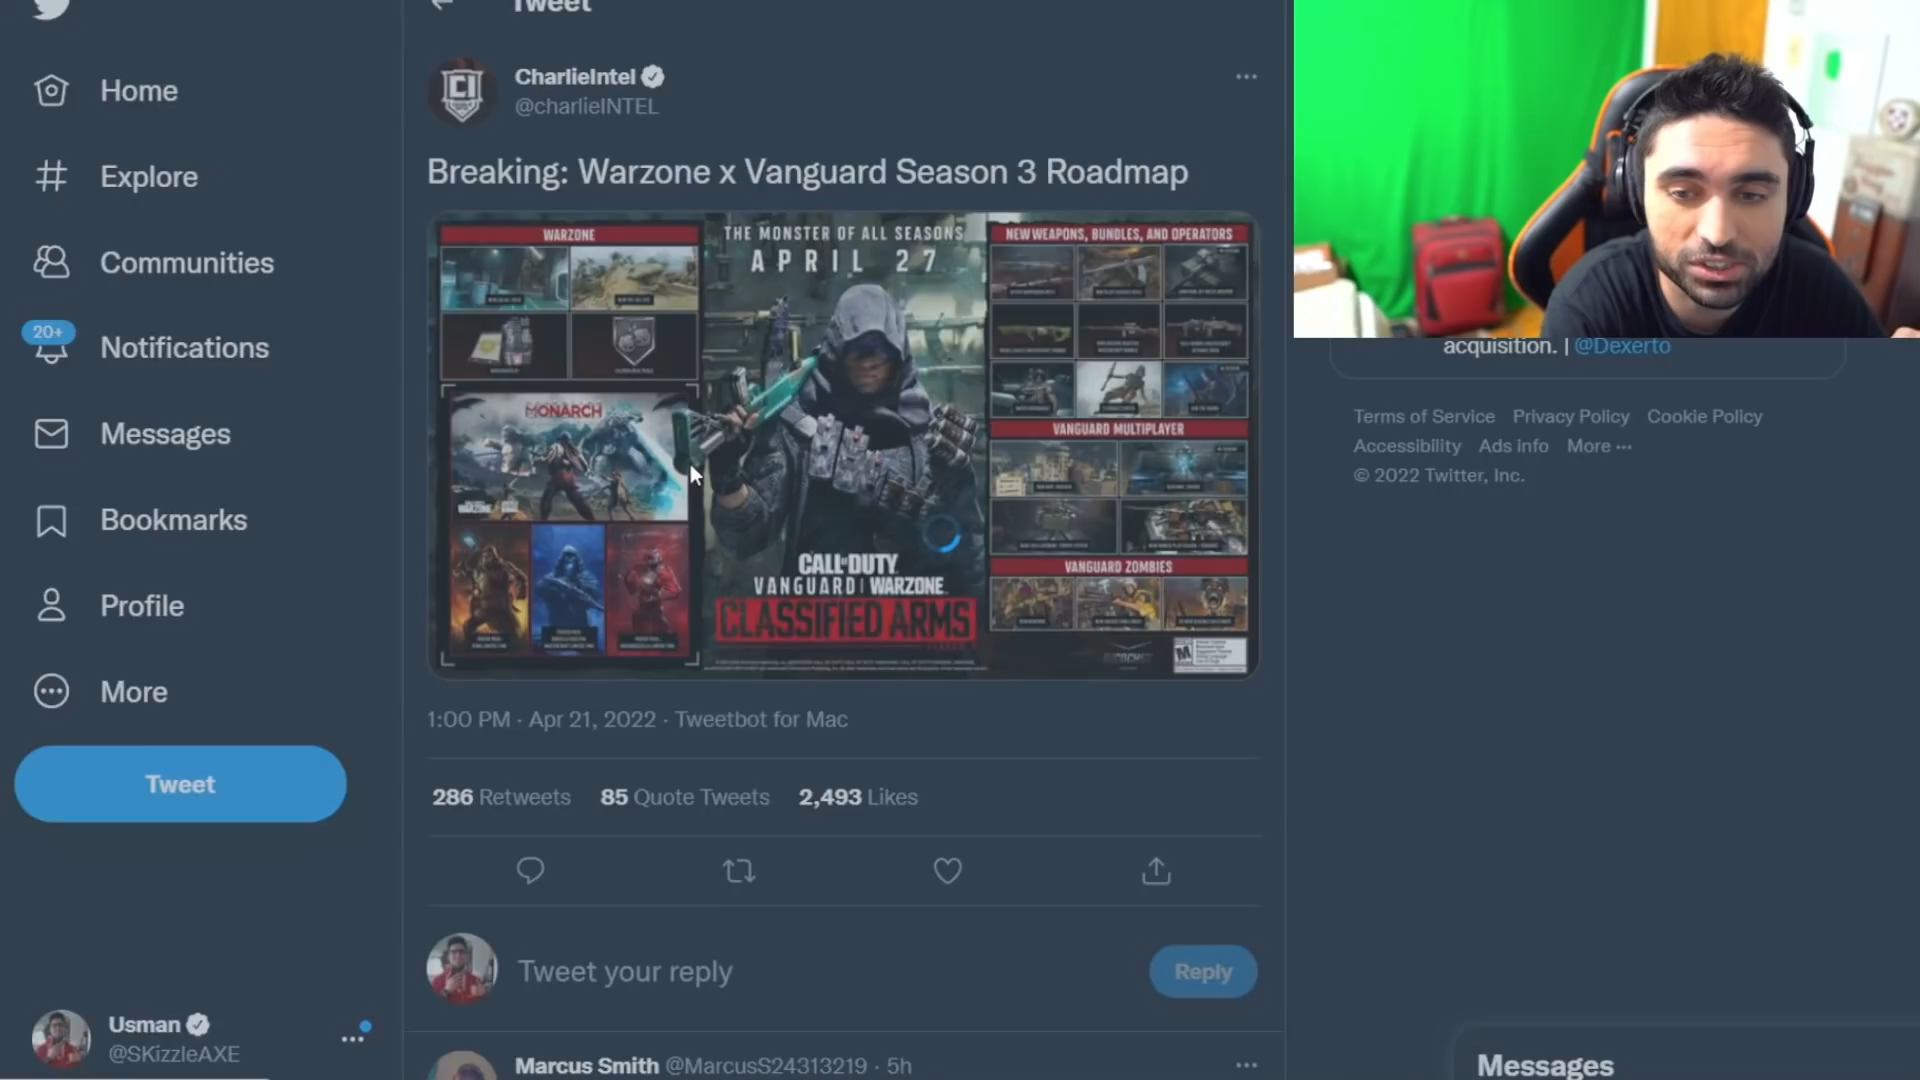 Tweet
Home
Explore
Communities
20+
Notifications
Messages
Bookmarks
Profile
More
Tweet
Usman
@SKizzleAXE
CharlieIntel
@charlieINTEL
Breaking: Warzone x Vanguard Season 3 Roadmap
WARZONE
MONARCH
THE MONSTER OF ALL SEASONS
APRIL 27
CALL OF DUTY
VANGUARD | WARZONE
CLASSIFIED ARMS
NEW WEAPONS, BUNDLES, AND OPERATORS
VANGUARD MULTIPLAYER
VANGUARD ZOMBIES
RICOCHET
M
1:00 PM · Apr 21, 2022 · Tweetbot for Mac
286 Retweets 85 Quote Tweets 2,493 Likes
Tweet your reply
Reply
Marcus Smith @MarcusS24313219 · 5h
acquisition. | @Dexerto
Terms of Service Privacy Policy Cookie Policy
Accessibility Ads info More ···
© 2022 Twitter, Inc.
Messages